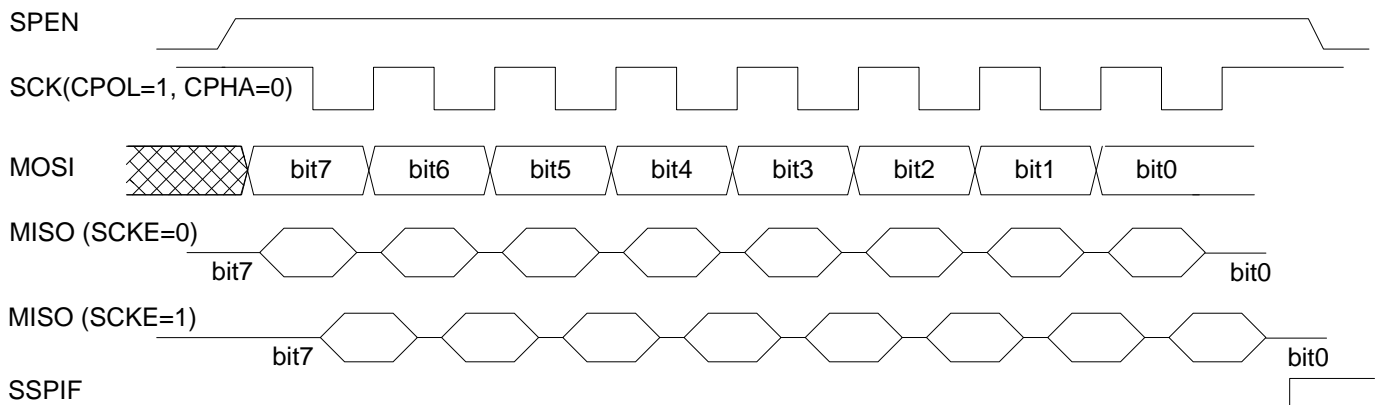 SPEN
SCK(CPOL=1, CPHA=0)
MOSI bit7 bit6 bit5 bit4 bit3 bit2 bit1 bit0
MISO (SCKE=0)
bit7 bit0
MISO (SCKE=1)
bit7 bit0
SSPIF